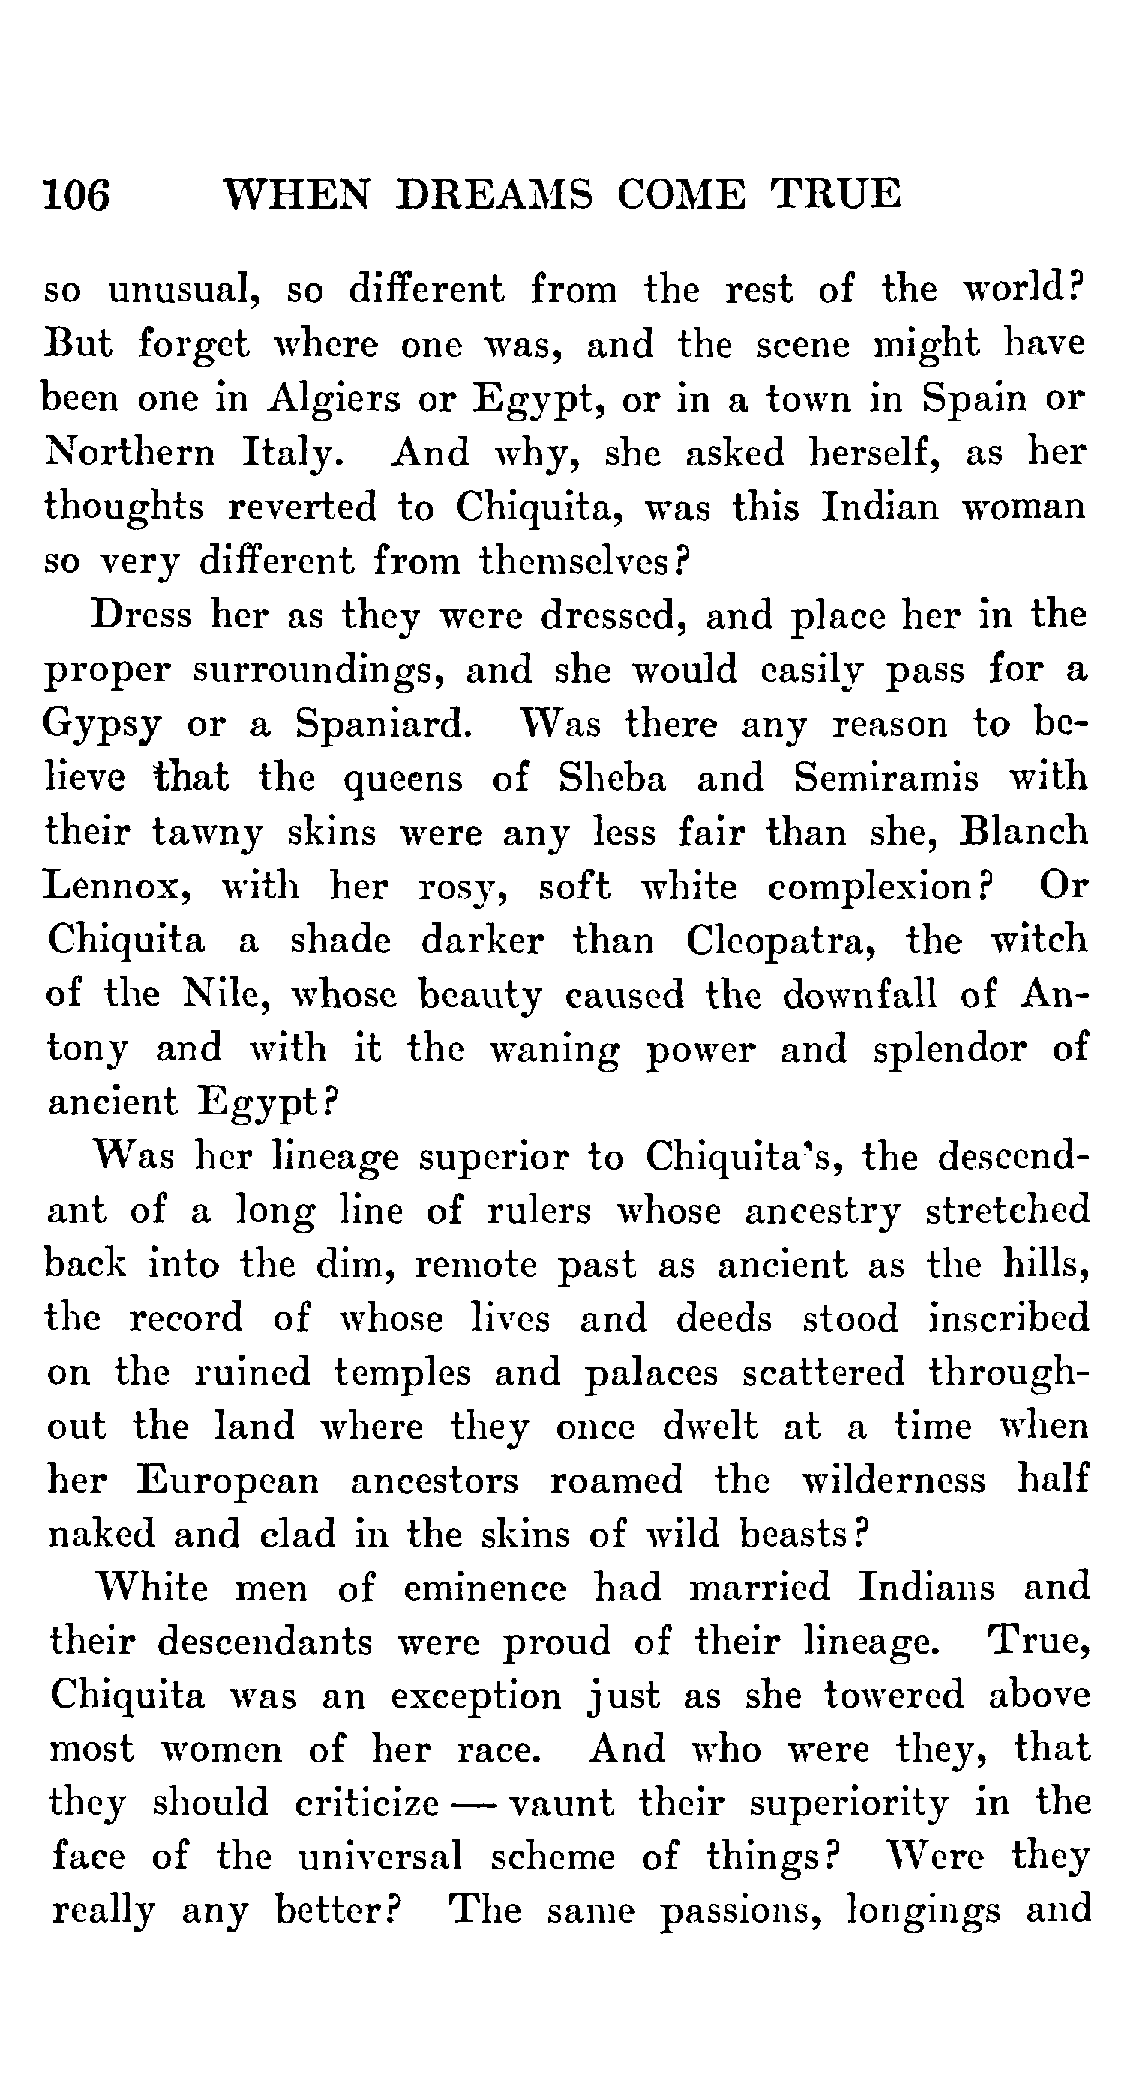 106 WHEN DREAMS COME TRUE
so unusual, so different from the rest of the world?
But forget where one was, and the scene might have
been one in Algiers or Egypt, or in a town in Spain or
Northern Italy. And why, she asked herself, as her
thoughts reverted to Chiquita, was this Indian woman
so very different from themselves?
Dress her as they were dressed, and place her in the
proper surroundings, and she would easily pass for a
Gypsy or a Spaniard. Was there any reason to be-
lieve that the queens of Sheba and Semiramis with
their tawny skins were any less fair than she, Blanch
Lennox, with her rosy, soft white complexion? Or
Chiquita a shade darker than Cleopatra, the witch
of the Nile, whose beauty caused the downfall of An-
tony and with it the waning power and splendor of
ancient Egypt?
Was her lineage superior to Chiquita's, the descend-
ant of a long line of rulers whose ancestry stretched
back into the dim, remote past as ancient as the hills,
the record of whose lives and deeds stood inscribed
on the ruined temples and palaces scattered through-
out the land where they once dwelt at a time when
her European ancestors roamed the wilderness half
naked and clad in the skins of wild beasts?
White men of eminence had married Indians and
their descendants were proud of their lineage. True,
Chiquita was an exception just as she towered above
most women of her race. And who were they, that
they should criticize — vaunt their superiority in the
face of the universal scheme of things? Were they
really any better? The same passions, longings and